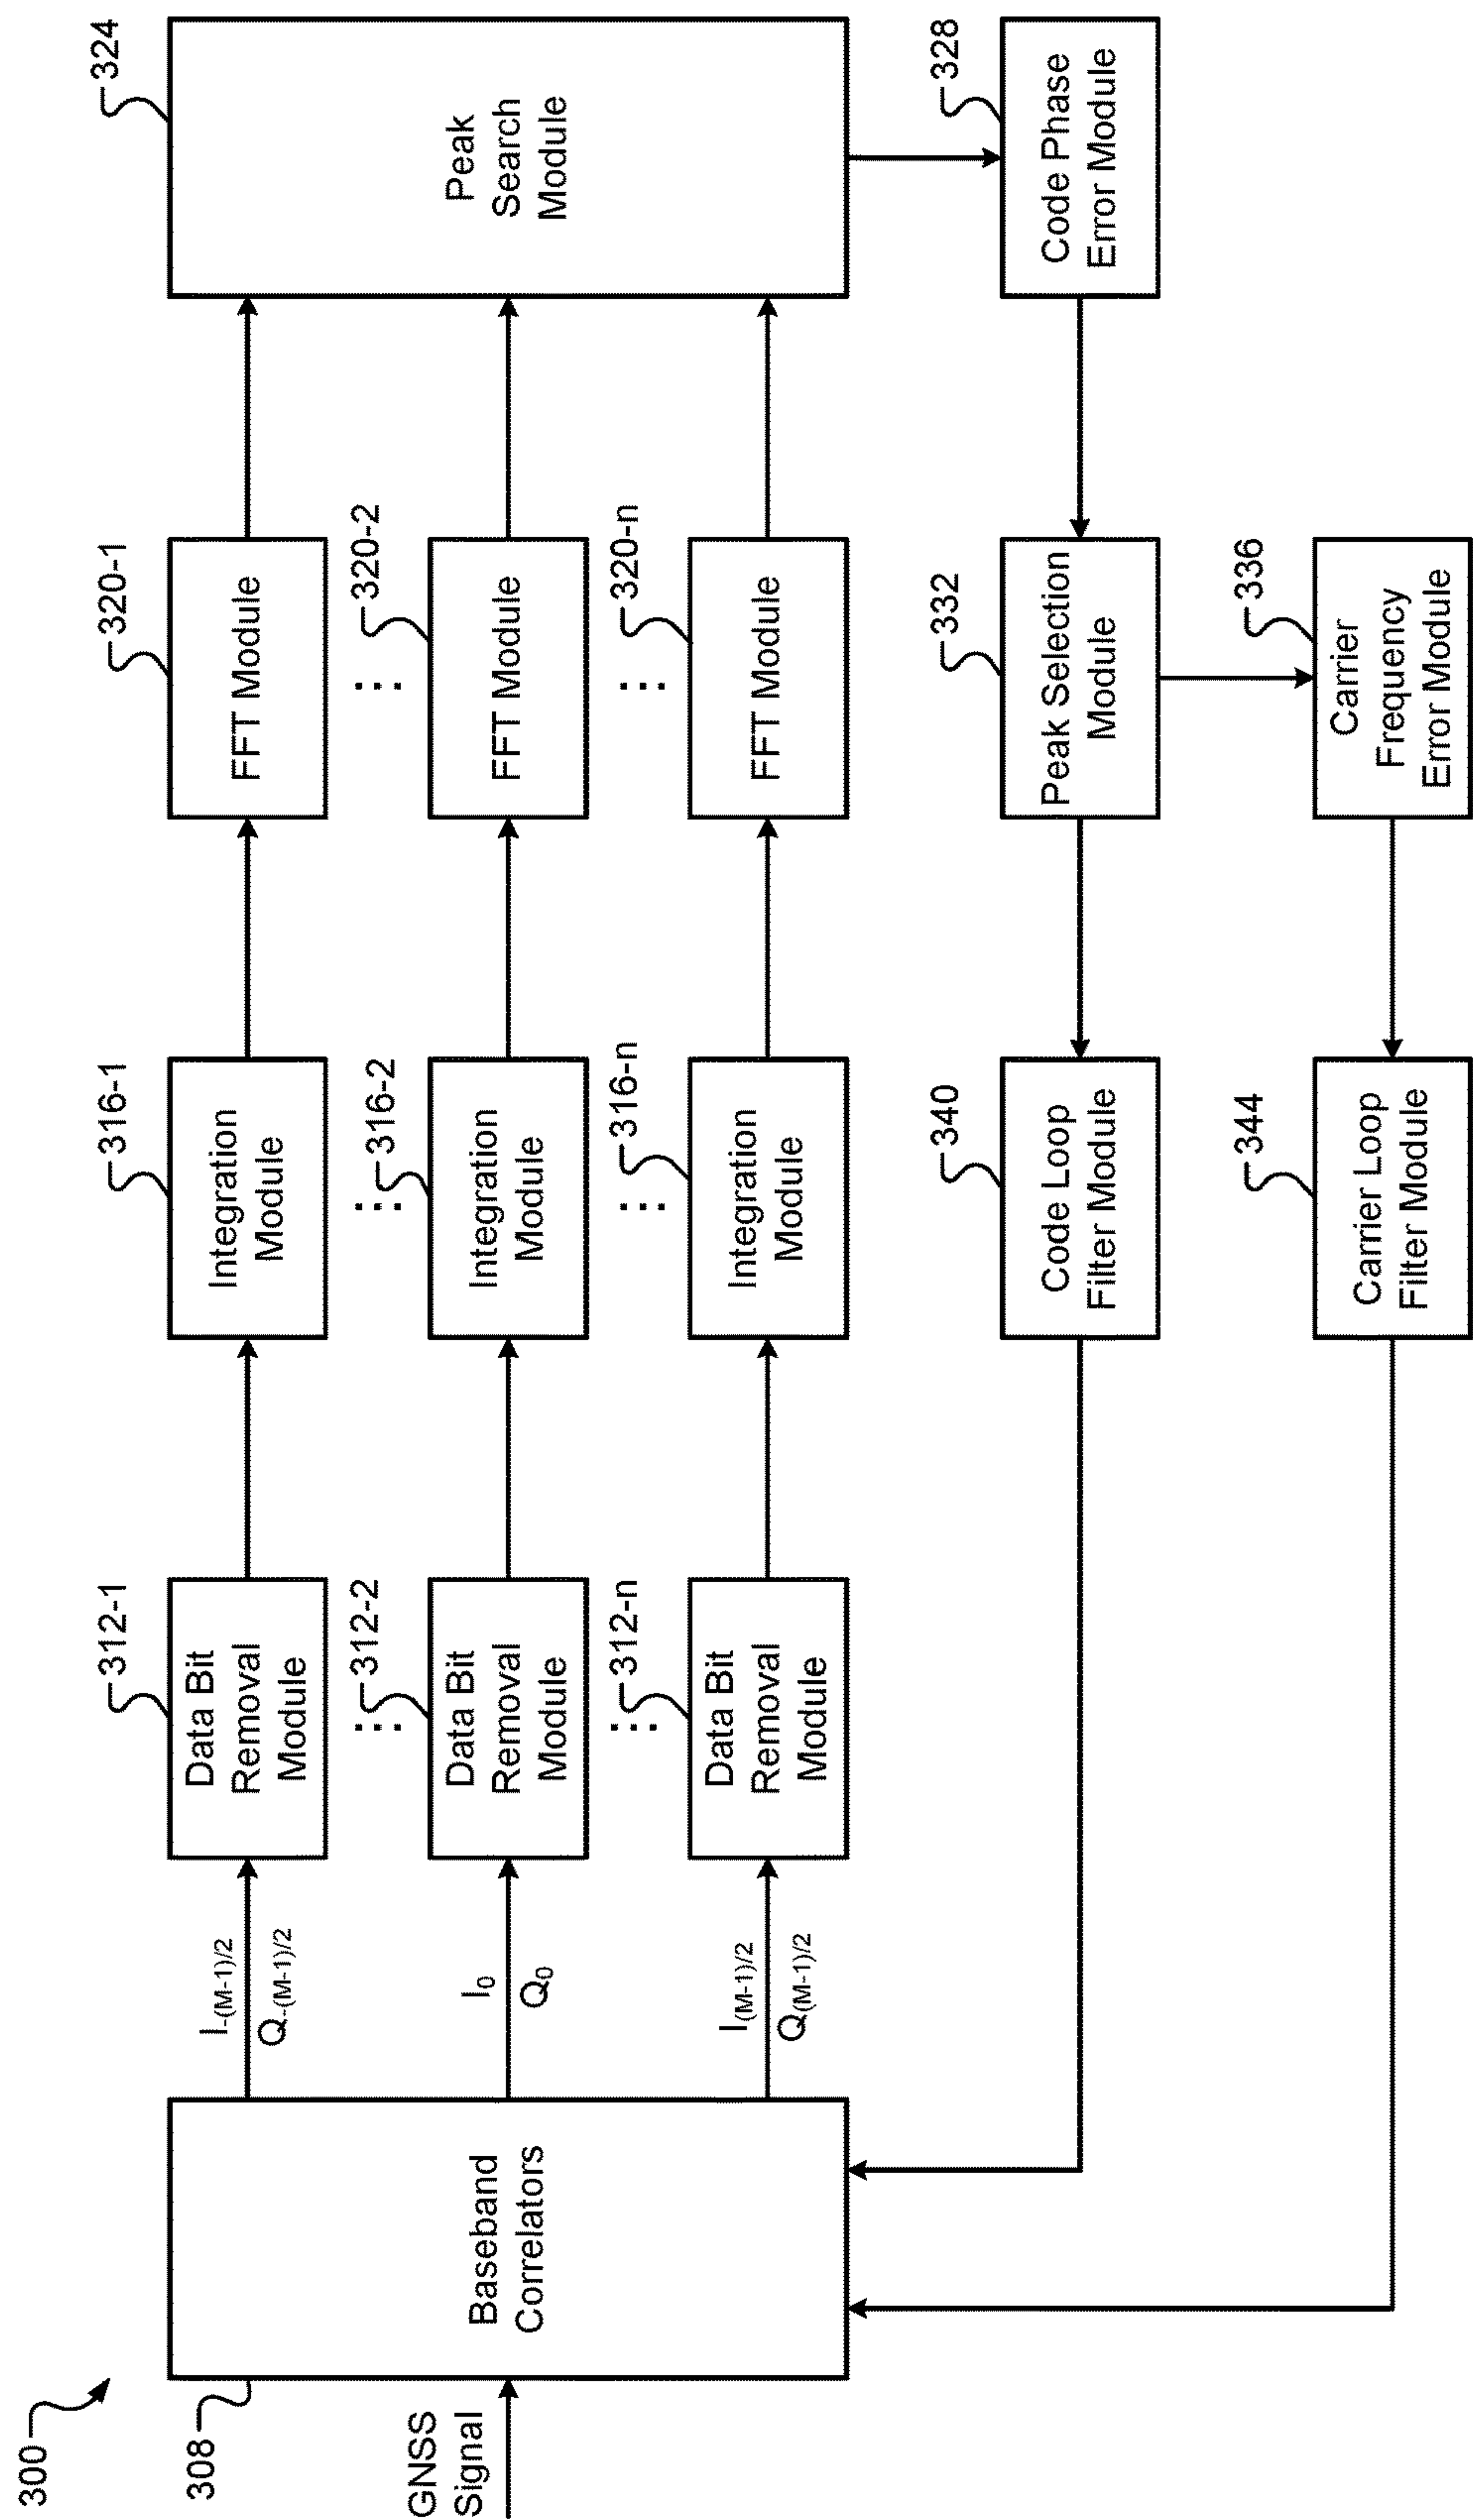 300
308
GNSS
Signal
Baseband
Correlators
I-(M-1)/2
Q-(M-1)/2
I0
Q0
I(M-1)/2
Q(M-1)/2
312-1
Data Bit
Removal
Module
312-2
Data Bit
Removal
Module
312-n
Data Bit
Removal
Module
316-1
Integration
Module
316-2
Integration
Module
316-n
Integration
Module
320-1
FFT Module
320-2
FFT Module
320-n
FFT Module
324
Peak
Search
Module
328
Code Phase
Error Module
332
Peak Selection
Module
336
Carrier
Frequency
Error Module
340
Code Loop
Filter Module
344
Carrier Loop
Filter Module